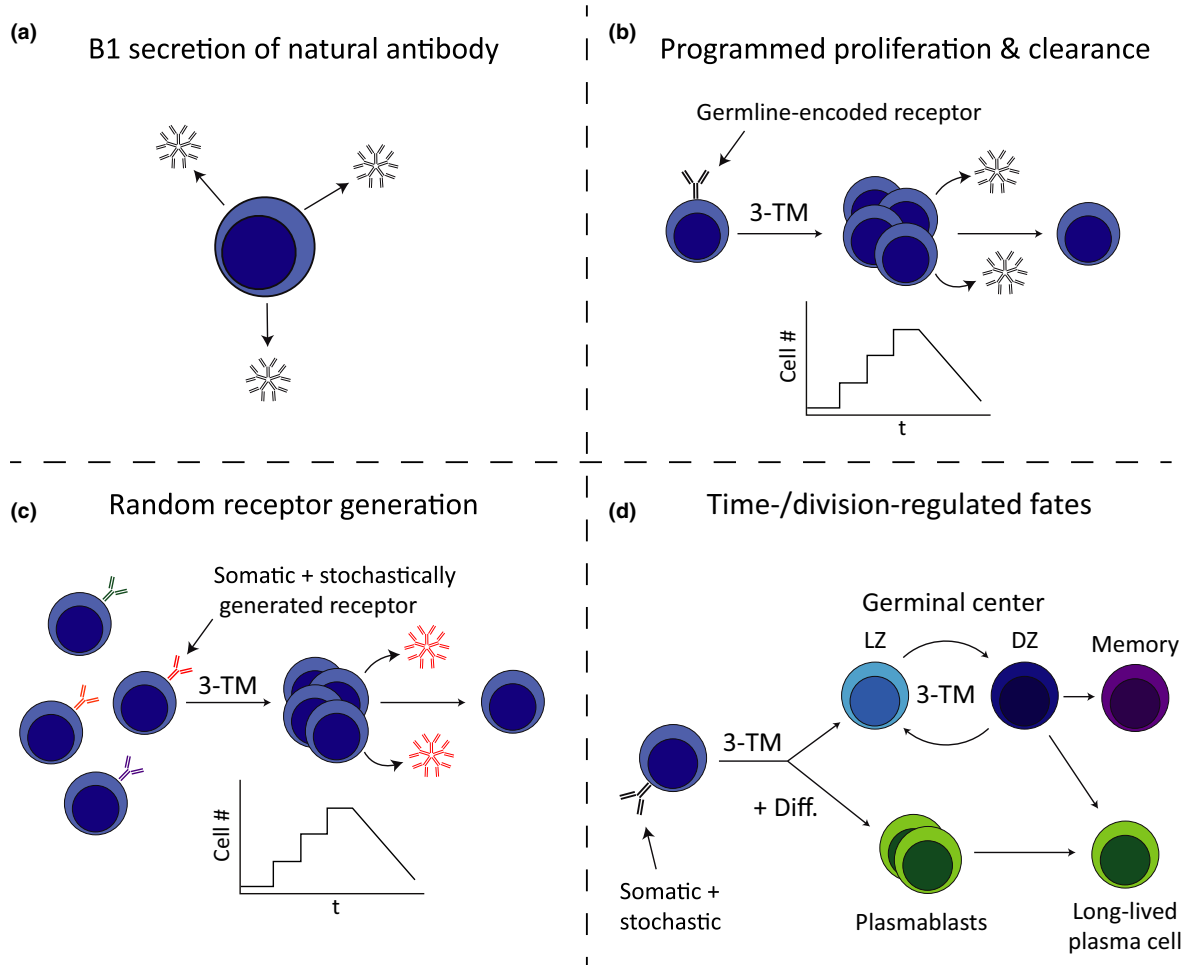 (a)
B1 secretion of natural antibody
(b)
Programmed proliferation & clearance
Germline-encoded receptor
3-TM
Cell #
t
(c)
Random receptor generation
Somatic + stochastically
generated receptor
3-TM
Cell #
t
(d)
Time-/division-regulated fates
Germinal center
LZ
DZ
Memory
3-TM
3-TM
+ Diff.
Somatic +
stochastic
Plasmablasts
Long-lived
plasma cell